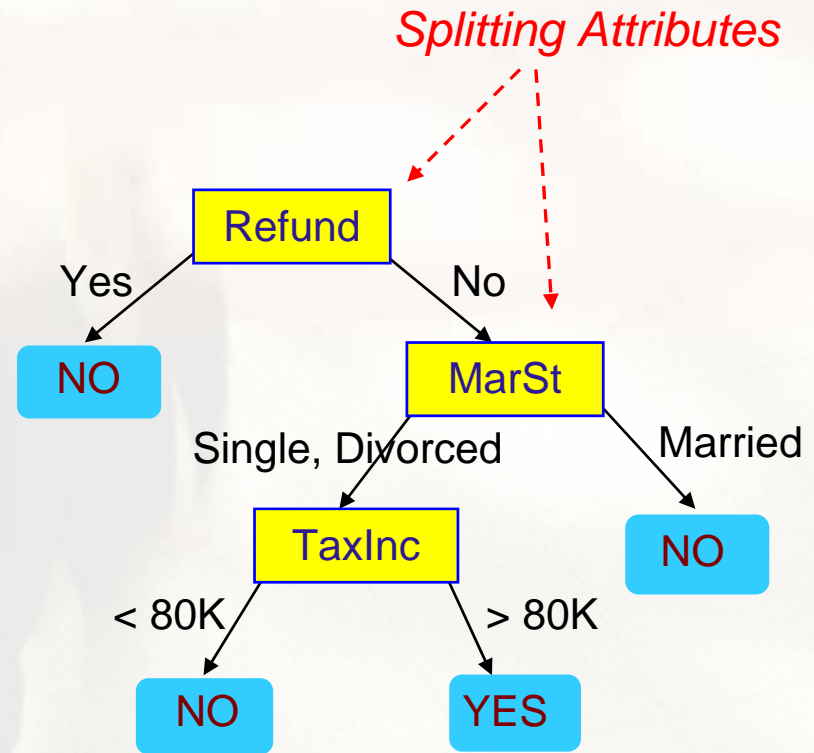 Splitting Attributes
Refund
Yes
No
NO
MarSt
Single, Divorced
Married
TaxInc
NO
< 80K
> 80K
NO
YES